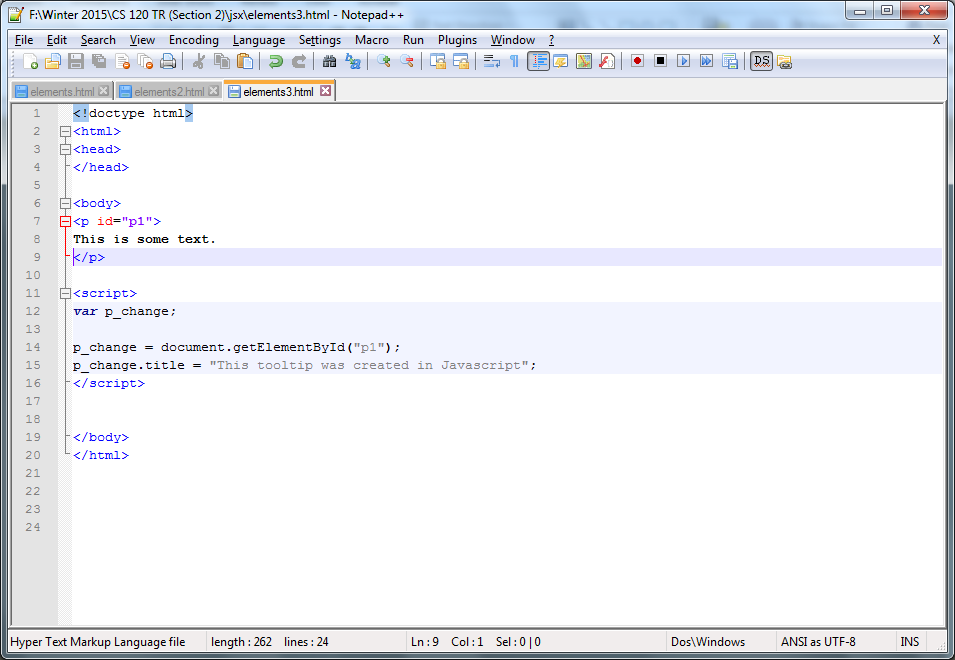 F:\Winter 2015\CS 120 TR (Section 2)\jsx\elements3.html - Notepad++
File Edit Search View Encoding Language Settings Macro Run Plugins Window ? X
elements.html elements2.html elements3.html
1 <!doctype html>
2 <html>
3 <head>
4 </head>
5
6 <body>
7 <p id="p1">
8 This is some text.
9 </p>
10
11 <script>
12 var p_change;
13
14 p_change = document.getElementById("p1");
15 p_change.title = "This tooltip was created in Javascript";
16 </script>
17
18
19 </body>
20 </html>
21
22
23
24
Hyper Text Markup Language file length : 262 lines : 24 Ln : 9 Col : 1 Sel : 0 | 0 Dos\Windows ANSI as UTF-8 INS